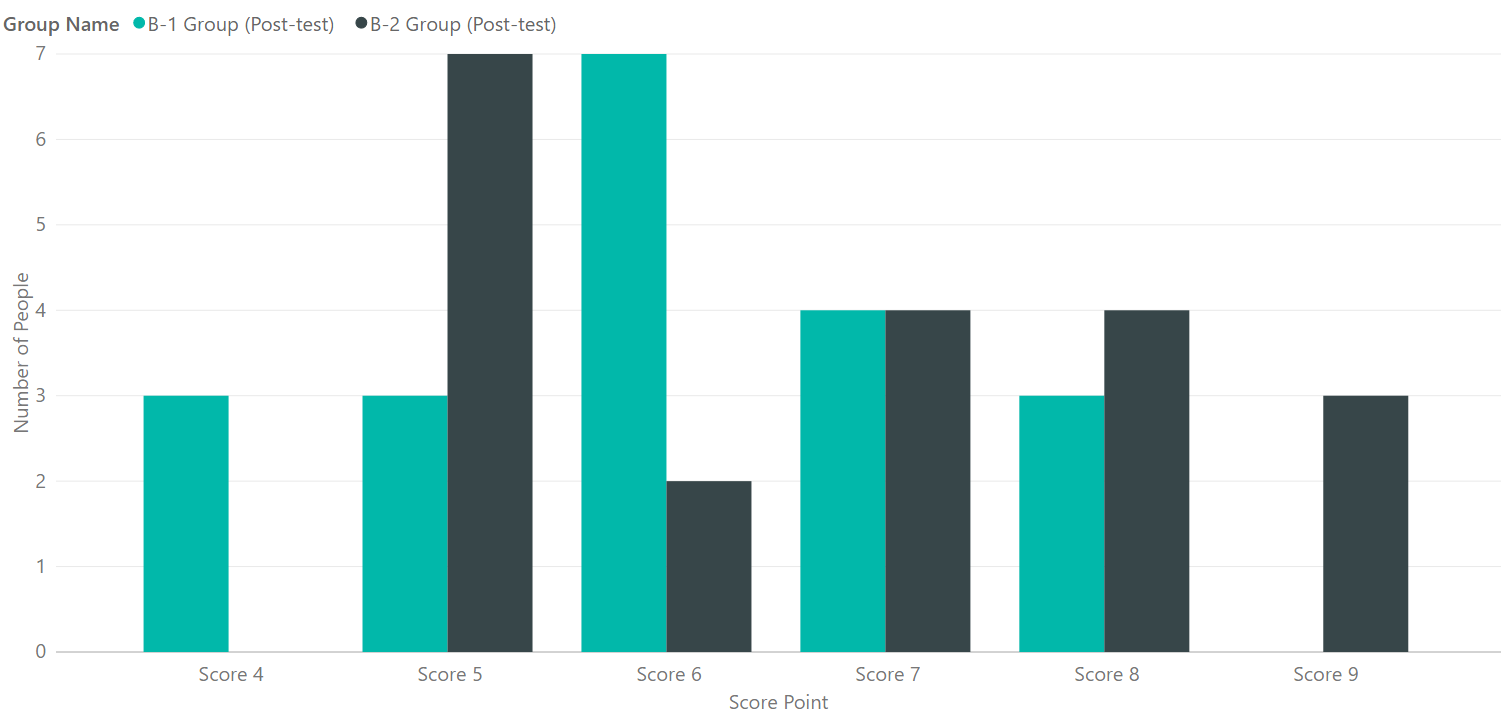 Group Name B-1 Group (Post-test) B-2 Group (Post-test)
7
6
5
4
3
2
1
0
Number of People
Score 4 Score 5 Score 6 Score 7 Score 8 Score 9
Score Point